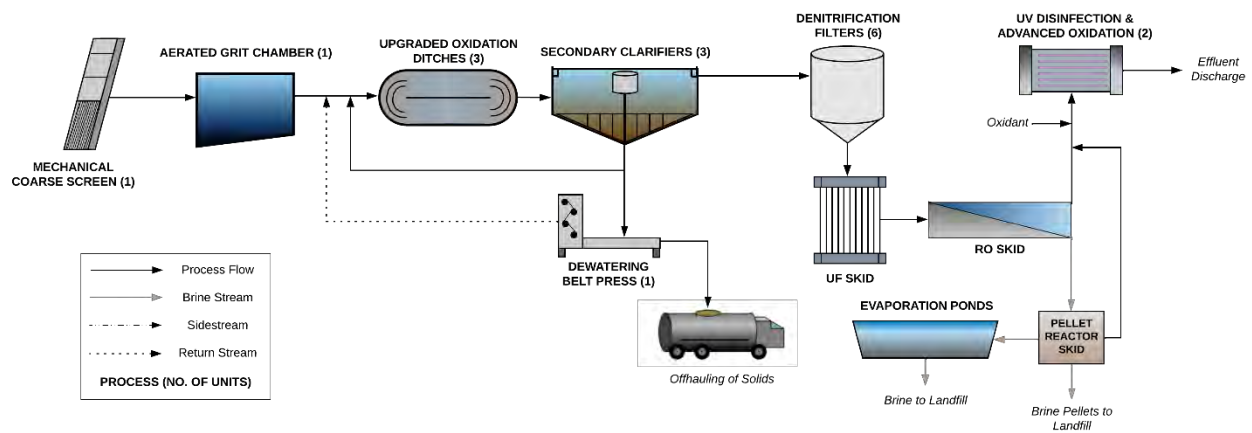 MECHANICAL
COARSE SCREEN (1)
AERATED GRIT CHAMBER (1)
UPGRADED OXIDATION
DITCHES (3)
SECONDARY CLARIFIERS (3)
DENITRIFICATION
FILTERS (6)
UV DISINFECTION &
ADVANCED OXIDATION (2)
Effluent
Discharge
Oxidant
UF SKID
RO SKID
DEWATERING
BELT PRESS (1)
Offhauling of Solids
EVAPORATION PONDS
PELLET
REACTOR
SKID
Brine to Landfill
Brine Pellets to
Landfill
Process Flow
Brine Stream
Sidestream
Return Stream
PROCESS (NO. OF UNITS)